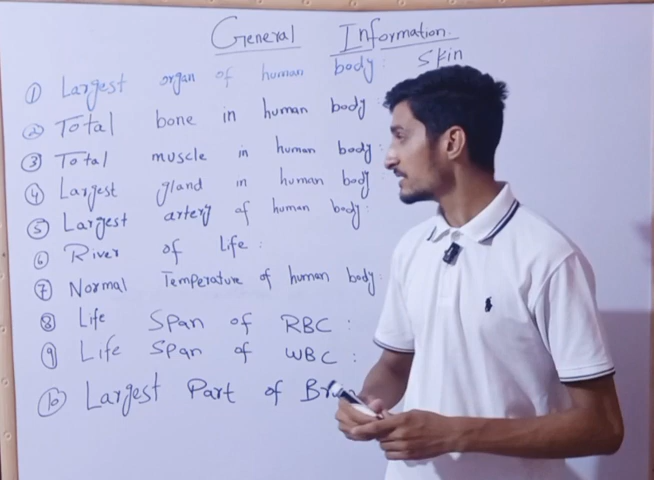 General Information.
① Largest organ of human body: Skin
② Total bone in human body:
③ Total muscle in human body:
④ Largest gland in human body:
⑤ Largest artery of human body:
⑥ River of Life:
⑦ Normal Temperature of human body:
⑧ Life Span of RBC:
⑨ Life Span of WBC:
⑩ Largest Part of